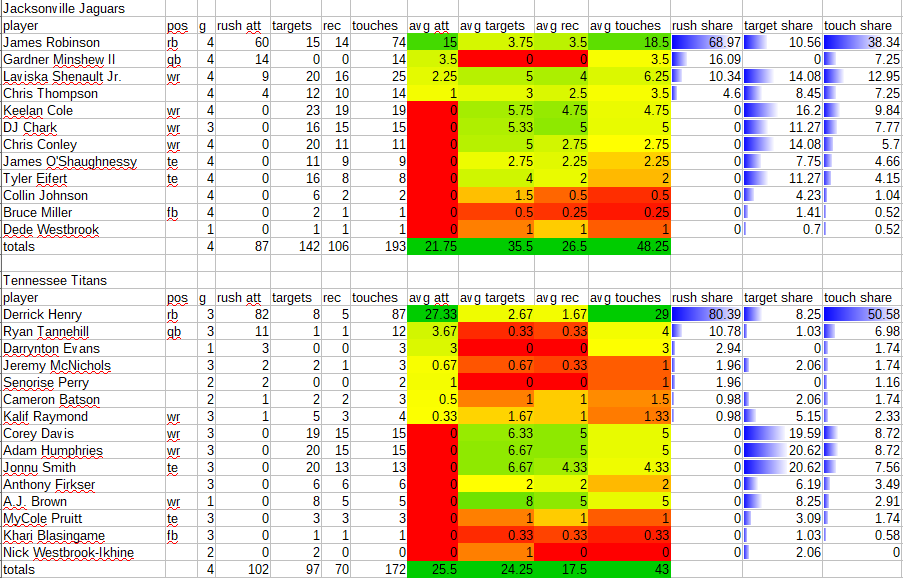 Jacksonville Jaguars
player pos g rush att targets rec touches avg att avg targets avg rec avg touches rush share target share touch share
James Robinson rb 4 60 15 14 74 15 3.75 3.5 18.5 68.97 10.56 38.34
Gardner Minshew II qb 4 14 0 0 14 3.5 0 0 3.5 16.09 0 7.25
Laviska Shenault Jr. wr 4 9 20 16 25 2.25 5 4 6.25 10.34 14.08 12.95
Chris Thompson 4 4 12 10 14 1 3 2.5 3.5 4.6 8.45 7.25
Keelan Cole wr 4 0 23 19 19 0 5.75 4.75 4.75 0 16.2 9.84
DJ Chark wr 3 0 16 15 15 0 5.33 5 5 0 11.27 7.77
Chris Conley wr 4 0 20 11 11 0 5 2.75 2.75 0 14.08 5.7
James O'Shaughnessy te 4 0 11 9 9 0 2.75 2.25 2.25 0 7.75 4.66
Tyler Eifert te 4 0 16 8 8 0 4 2 2 0 11.27 4.15
Collin Johnson 4 0 6 2 2 0 1.5 0.5 0.5 0 4.23 1.04
Bruce Miller fb 4 0 2 1 1 0 0.5 0.25 0.25 0 1.41 0.52
Dede Westbrook 1 0 1 1 1 0 1 1 1 0 0.7 0.52
totals 4 87 142 106 193 21.75 35.5 26.5 48.25
Tennessee Titans
player pos g rush att targets rec touches avg att avg targets avg rec avg touches rush share target share touch share
Derrick Henry rb 3 82 8 5 87 27.33 2.67 1.67 29 80.39 8.25 50.58
Ryan Tannehill qb 3 11 1 1 12 3.67 0.33 0.33 4 10.78 1.03 6.98
Darrynton Evans 1 3 0 0 3 3 0 0 3 2.94 0 1.74
Jeremy McNichols 3 2 2 1 3 0.67 0.67 0.33 1 1.96 2.06 1.74
Senorise Perry 2 2 0 0 2 1 0 0 1 1.96 0 1.16
Cameron Batson 2 1 2 2 3 0.5 1 1 1.5 0.98 2.06 1.74
Kalif Raymond wr 3 1 5 3 4 0.33 1.67 1 1.33 0.98 5.15 2.33
Corey Davis wr 3 0 19 15 15 0 6.33 5 5 0 19.59 8.72
Adam Humphries wr 3 0 20 15 15 0 6.67 5 5 0 20.62 8.72
Jonnu Smith te 3 0 20 13 13 0 6.67 4.33 4.33 0 20.62 7.56
Anthony Firkser 3 0 6 6 6 0 2 2 2 0 6.19 3.49
A.J. Brown wr 1 0 8 5 5 0 8 5 5 0 8.25 2.91
MyCole Pruitt te 3 0 3 3 3 0 1 1 1 0 3.09 1.74
Khari Blasingame fb 3 0 1 1 1 0 0.33 0.33 0.33 0 1.03 0.58
Nick Westbrook-Ikhine 2 0 2 0 0 0 1 0 0 0 2.06 0
totals 4 102 97 70 172 25.5 24.25 17.5 43